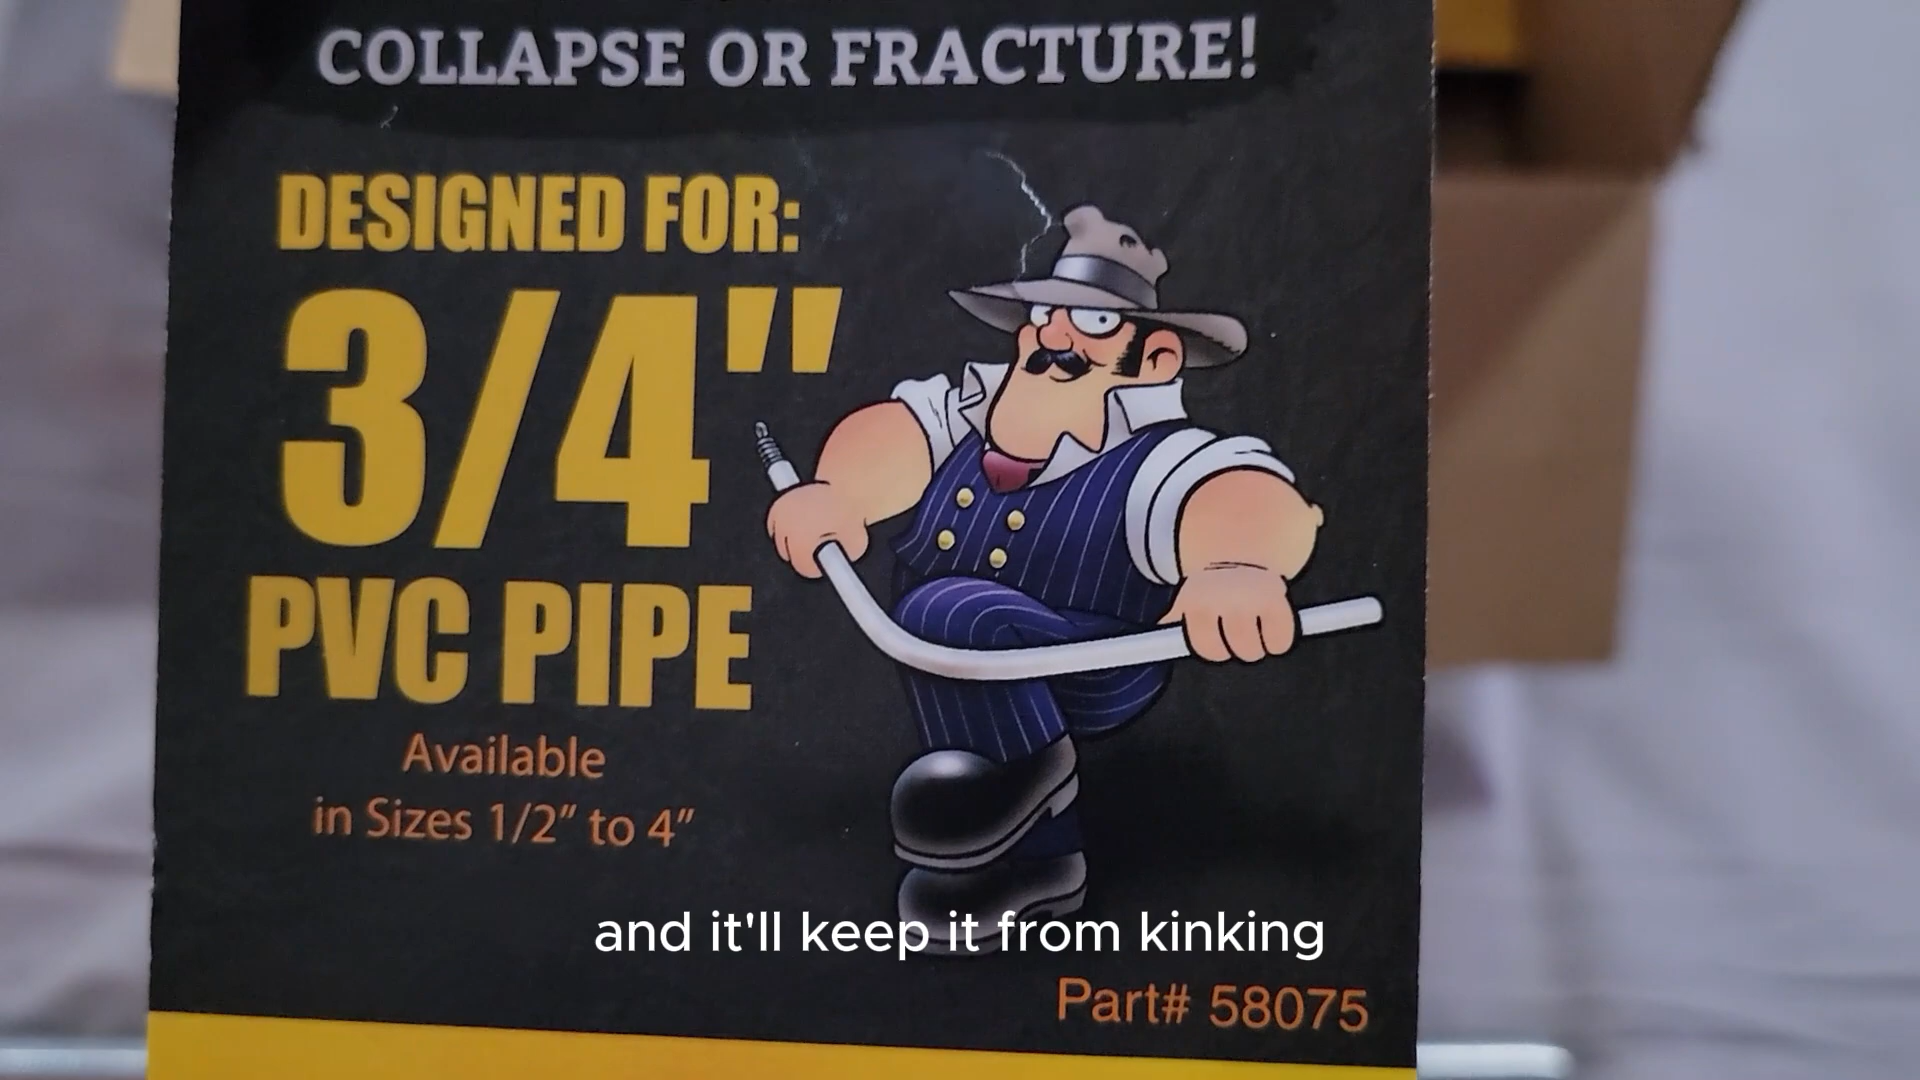 COLLAPSE OR FRACTURE!
DESIGNED FOR:
3/4"
PVC PIPE
Available
in Sizes 1/2" to 4"
and it'll keep it from kinking
Part# 58075